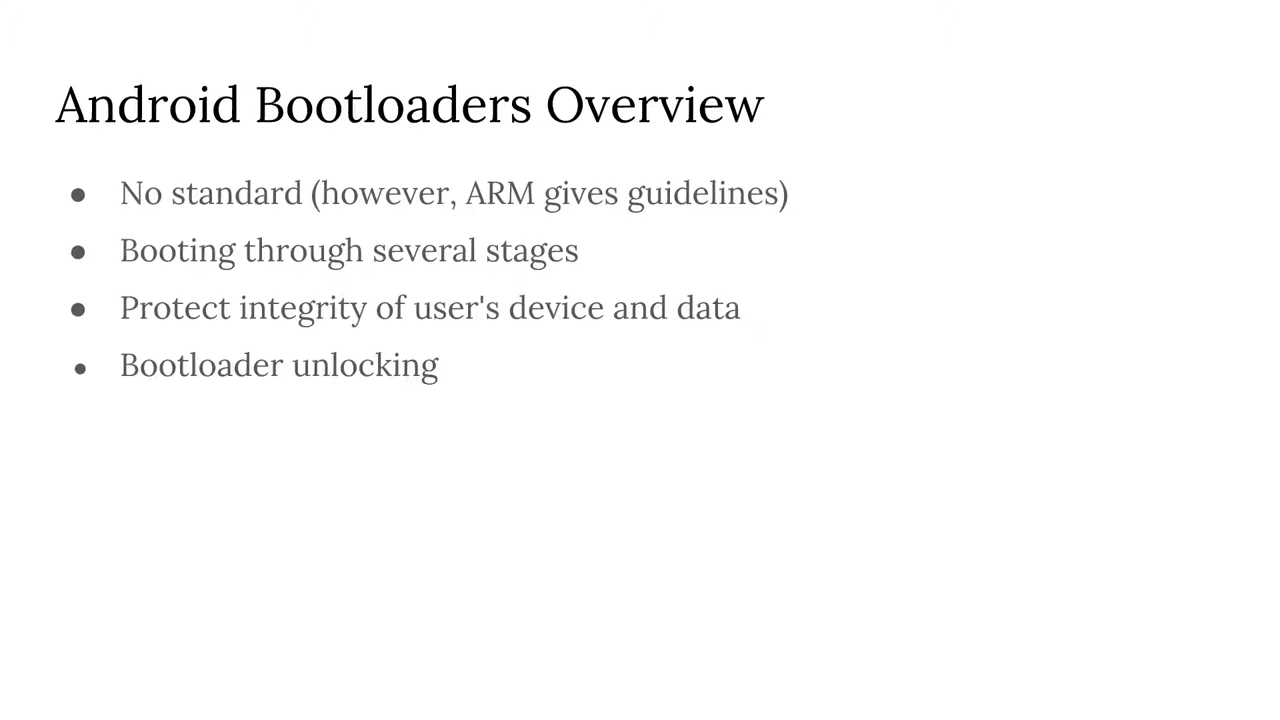 Android Bootloaders Overview
● No standard (however, ARM gives guidelines)
● Booting through several stages
● Protect integrity of user's device and data
● Bootloader unlocking